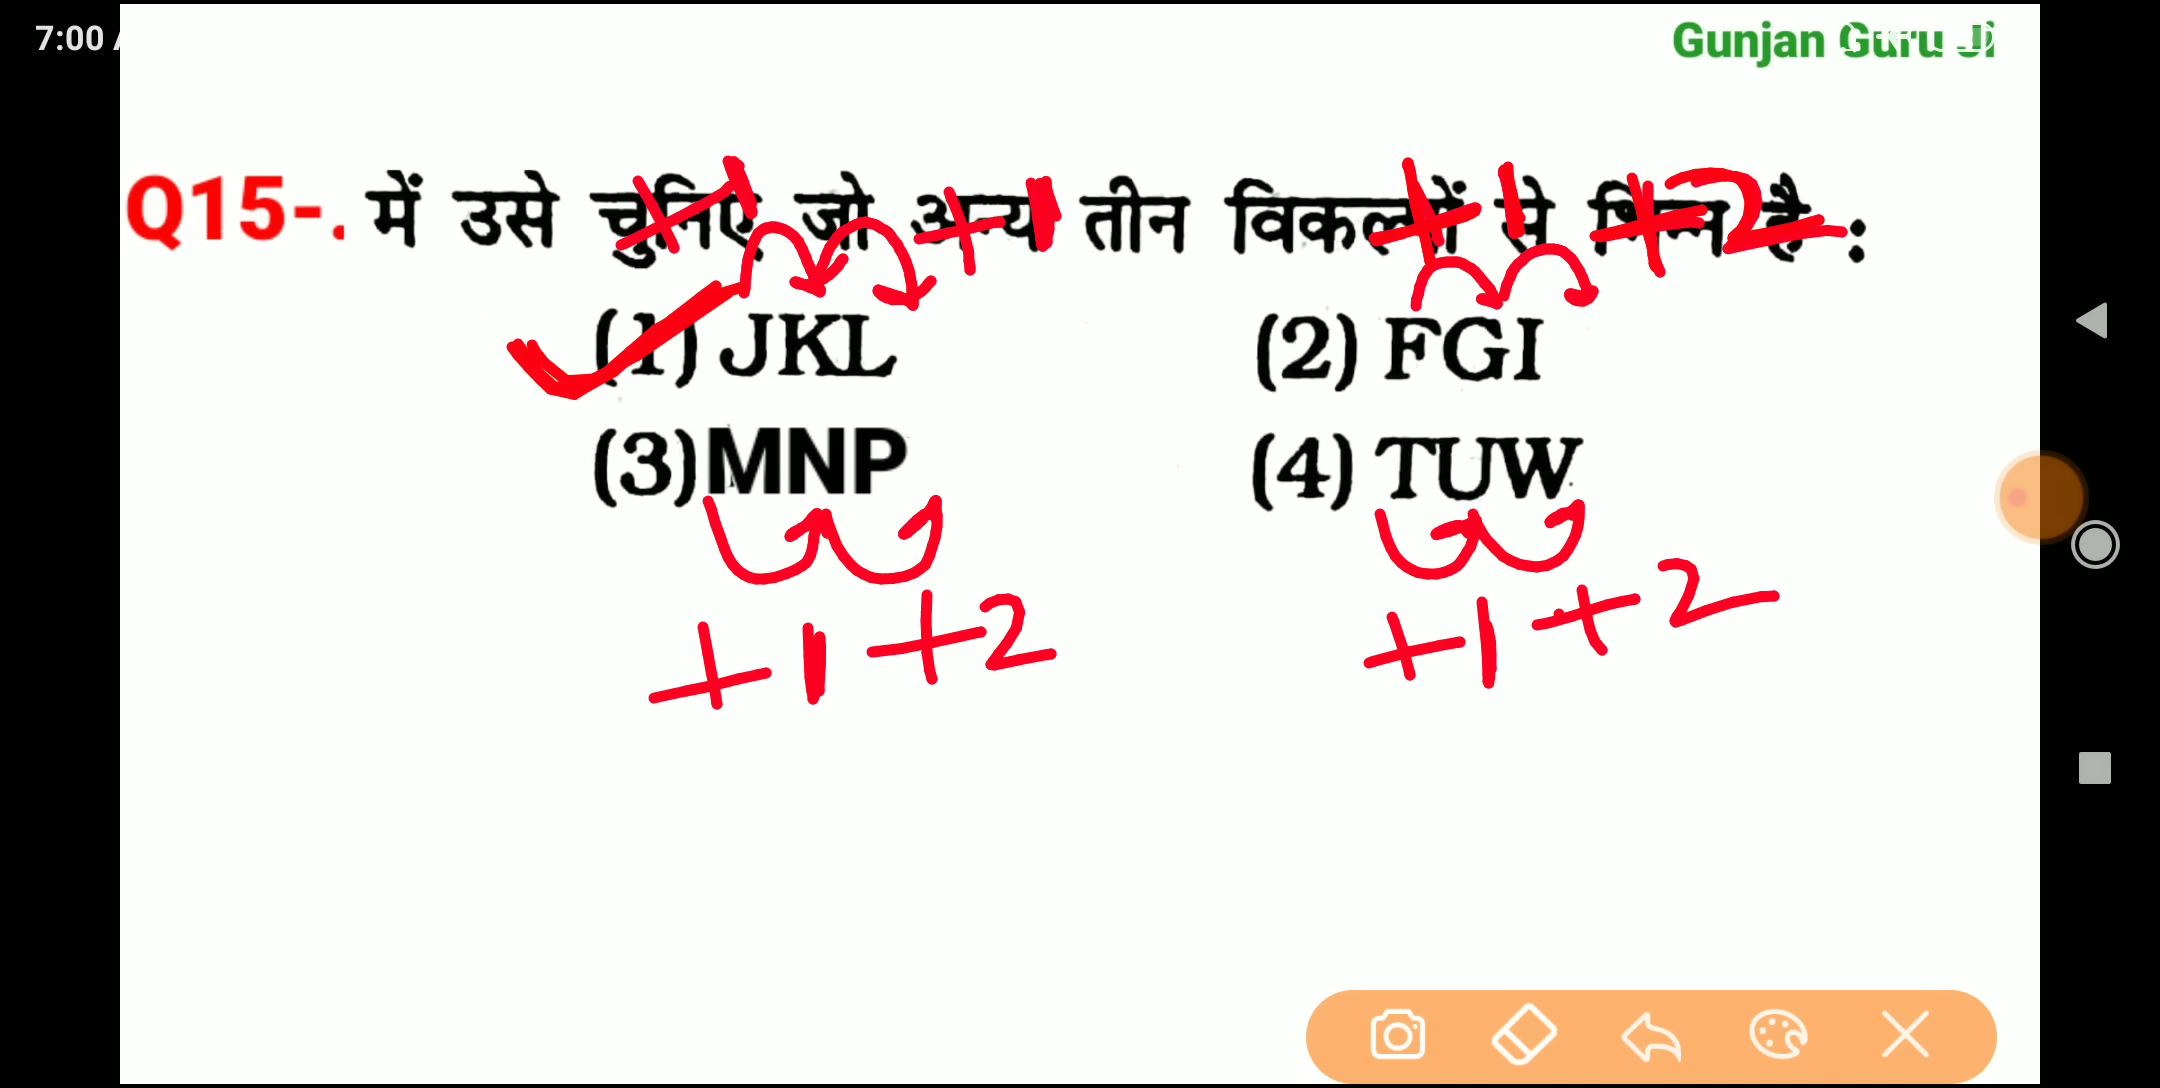 7:00
Gunjan Guru Ji
+1 +1 +1 +2
Q15-. में उसे चुनिए जो अन्य तीन विकल्पों से भिन्न है :
(1) JKL (2) FGI
(3) MNP (4) TUW
+1 +2 +1 +2